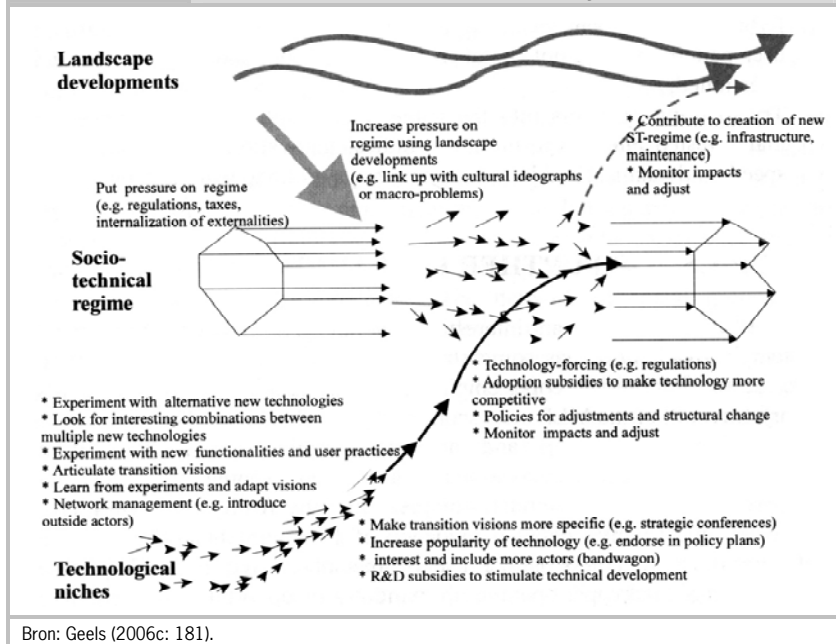 Landscape
developments
Increase pressure on
regime using landscape
developments
(e.g. link up with cultural ideographs
or macro-problems)
* Contribute to creation of new
ST-regime (e.g. infrastructure,
maintenance)
* Monitor impacts
and adjust
Put pressure on regime
(e.g. regulations, taxes,
internalization of externalities)
Socio-
technical
regime
* Technology-forcing (e.g. regulations)
* Adoption subsidies to make technology more
competitive
* Policies for adjustments and structural change
* Monitor impacts and adjust
* Experiment with alternative new technologies
* Look for interesting combinations between
multiple new technologies
* Experiment with new functionalities and user practices
* Articulate transition visions
* Learn from experiments and adapt visions
* Network management (e.g. introduce
outside actors)
* Make transition visions more specific (e.g. strategic conferences)
* Increase popularity of technology (e.g. endorse in policy plans)
* interest and include more actors (bandwagon)
* R&D subsidies to stimulate technical development
Technological
niches
Bron: Geels (2006c: 181).